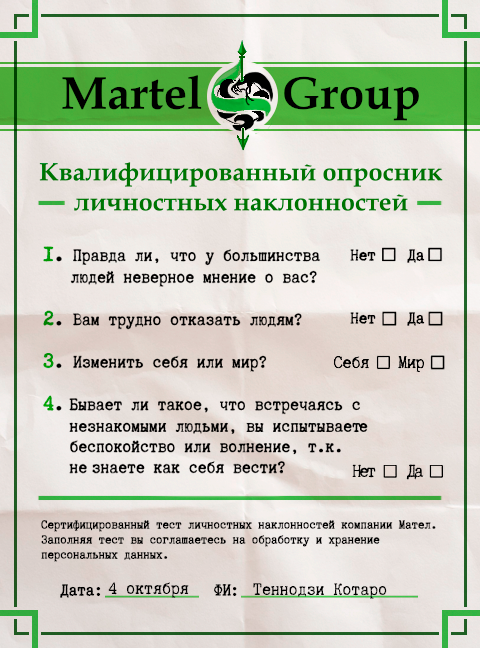 Martel Group
Квалифицированный опросник
личностных наклонностей
1. Правда ли, что у большинства Нет Да
людей неверное мнение о вас?
2. Вам трудно отказать людям? Нет Да
3. Изменить себя или мир? Себя Мир
4. Бывает ли такое, что встречаясь с
незнакомыми людьми, вы испытываете
беспокойство или волнение, т.к.
не знаете как себя вести? Нет Да
Сертифицированный тест личностных наклонностей компании Мател.
Заполняя тест вы соглашаетесь на обработку и хранение
персональных данных.
Дата: 4 октября ФИ: Теннодзи Котаро